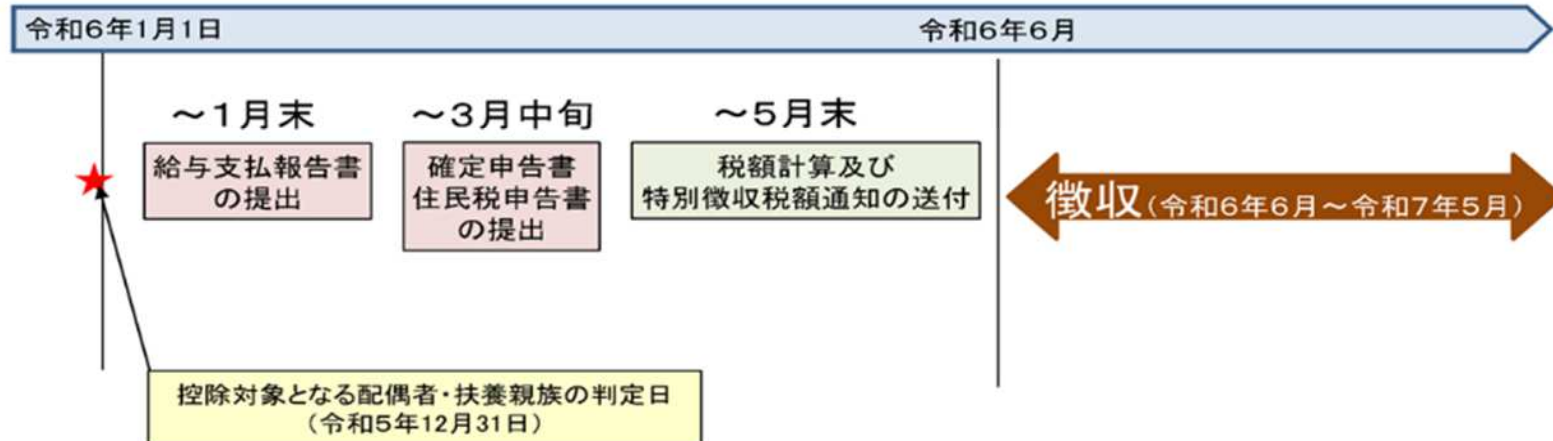 令和6年1月1日
令和6年6月
～1月末
給与支払報告書
の提出
～3月中旬
確定申告書
住民税申告書
の提出
～5月末
税額計算及び
特別徴収税額通知の送付
徴収(令和6年6月～令和7年5月)
控除対象となる配偶者・扶養親族の判定日
(令和5年12月31日)